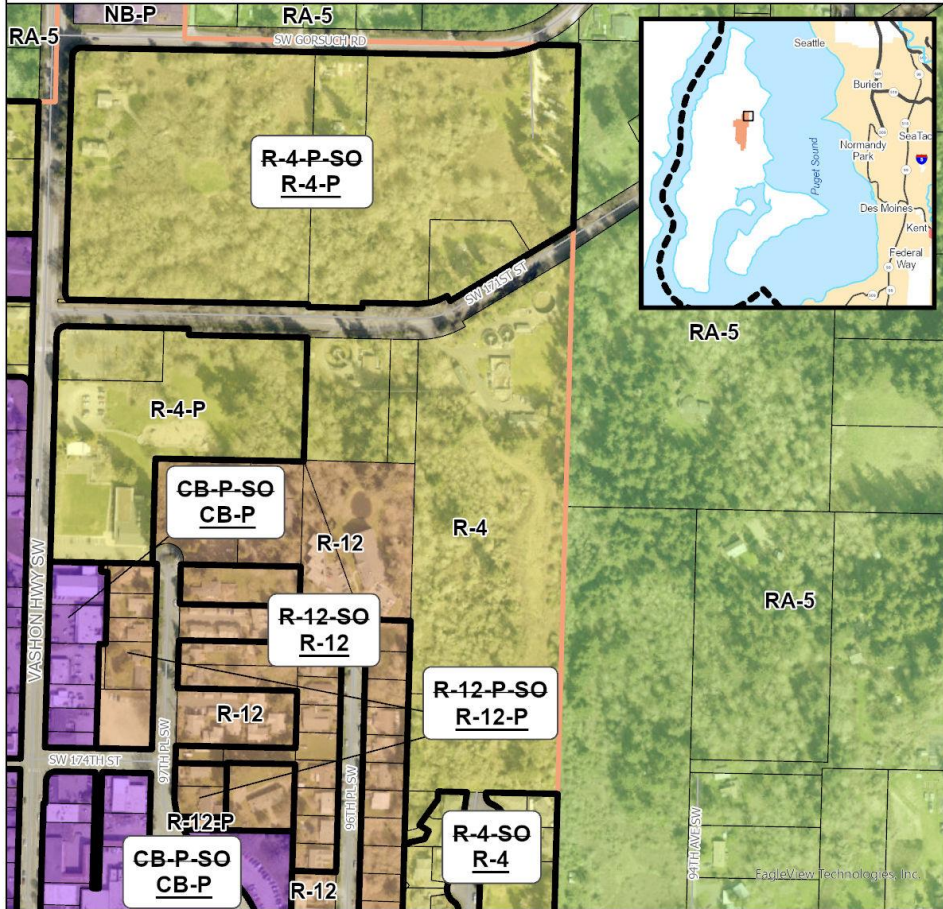 NB-P
RA-5
RA-5
SW GORSUCH RD
R-4-P-SO
R-4-P
SW 171ST ST
Seattle
Burien
SeaTac
Normandy
Park
Puget Sound
Des Moines
Kent
Federal
Way
5
RA-5
R-4-P
CB-P-SO
CB-P
R-12
R-4
VASHON HWY SW
R-12-SO
R-12
RA-5
R-12-P-SO
R-12-P
R-12
SW 174TH ST
97TH PL SW
96TH PL SW
R-12-P
CB-P-SO
CB-P
R-12
R-4-SO
R-4
94TH AVE SW
EagleView Technologies, Inc.